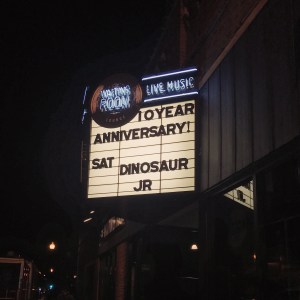 WAITING
ROOM
LIVE MUSIC
10 YEAR
ANNIVERSARY!
SAT DINOSAUR
JR